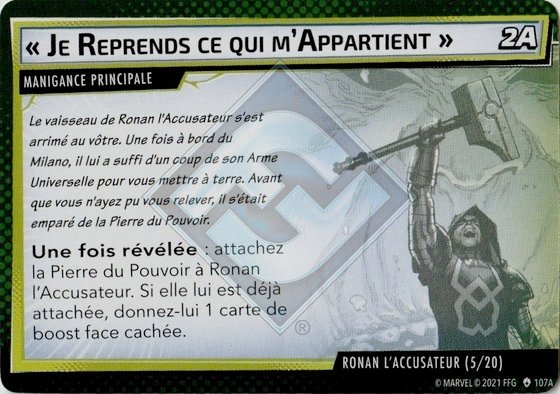 « Je Reprends ce qui m'Appartient »
2A
MANIGANCE PRINCIPALE
Le vaisseau de Ronan l'Accusateur s'est
arrimé au vôtre. Une fois à bord du
Milano, il lui a suffi d'un coup de son Arme
Universelle pour vous mettre à terre. Avant
que vous n'ayez pu vous relever, il s'était
emparé de la Pierre du Pouvoir.
Une fois révélée : attachez
la Pierre du Pouvoir à Ronan
l'Accusateur. Si elle lui est déjà
attachée, donnez-lui 1 carte de
boost face cachée.
®
RONAN L'ACCUSATEUR (5/20)
© MARVEL © 2021 FFG 107A